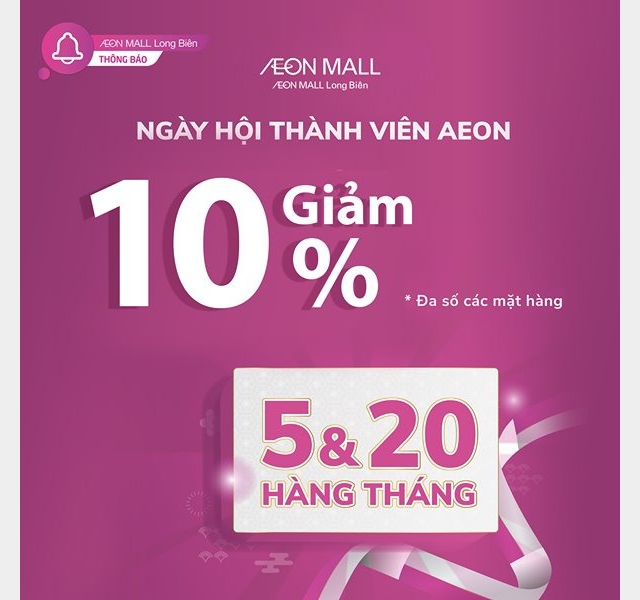 ÆON MALL Long Biên
THÔNG BÁO
ÆON MALL
ÆON MALL Long Biên
NGÀY HỘI THÀNH VIÊN AEON
10
Giảm
%
* Đa số các mặt hàng
5 & 20
HÀNG THÁNG